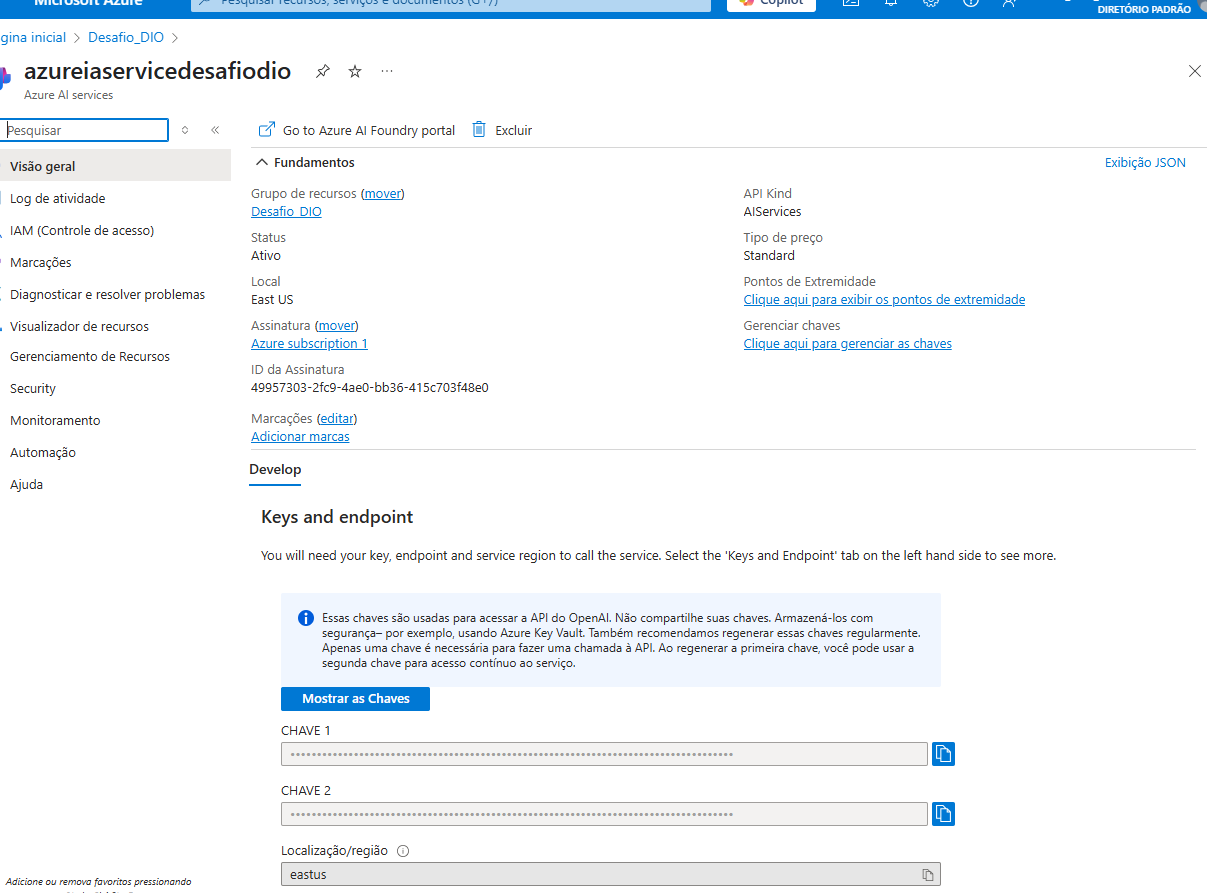 Microsoft Azure
Pesquisar recursos, serviços e documentos (G+/)
Copilot
DIRETÓRIO PADRÃO
gina inicial > Desafio_DIO >
azureiaservicedesafiodio
Azure AI services
Pesquisar
Visão geral
Log de atividade
IAM (Controle de acesso)
Marcações
Diagnosticar e resolver problemas
Visualizador de recursos
Gerenciamento de Recursos
Security
Monitoramento
Automação
Ajuda
Adicione ou remova favoritos pressionando
Go to Azure AI Foundry portal
Excluir
Fundamentos
Exibição JSON
Grupo de recursos (mover)
Desafio_DIO
Status
Ativo
Local
East US
Assinatura (mover)
Azure subscription 1
ID da Assinatura
49957303-2fc9-4ae0-bb36-415c703f48e0
Marcações (editar)
Adicionar marcas
API Kind
AIServices
Tipo de preço
Standard
Pontos de Extremidade
Clique aqui para exibir os pontos de extremidade
Gerenciar chaves
Clique aqui para gerenciar as chaves
Develop
Keys and endpoint
You will need your key, endpoint and service region to call the service. Select the 'Keys and Endpoint' tab on the left hand side to see more.
Essas chaves são usadas para acessar a API do OpenAI. Não compartilhe suas chaves. Armazená-los com
segurança– por exemplo, usando Azure Key Vault. Também recomendamos regenerar essas chaves regularmente.
Apenas uma chave é necessária para fazer uma chamada à API. Ao regenerar a primeira chave, você pode usar a
segunda chave para acesso contínuo ao serviço.
Mostrar as Chaves
CHAVE 1
CHAVE 2
Localização/região
eastus